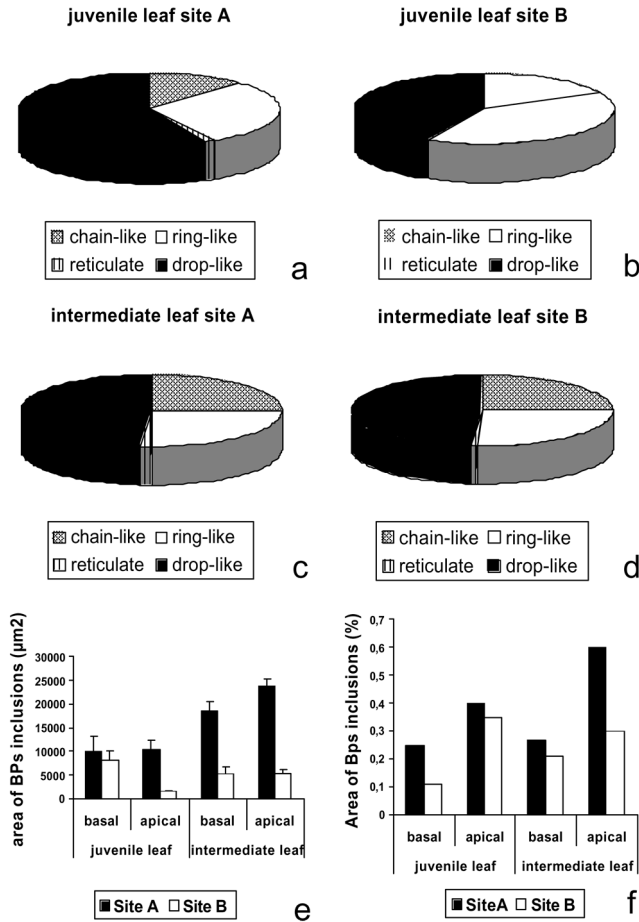 juvenile leaf site A
juvenile leaf site B
chain-like ring-like
reticulate drop-like
a
chain-like ring-like
reticulate drop-like
b
intermediate leaf site A
intermediate leaf site B
chain-like ring-like
reticulate drop-like
c
chain-like ring-like
reticulate drop-like
d
area of BPs inclusions (µm2)
30000
25000
20000
15000
10000
5000
0
basal apical basal apical
juvenile leaf intermediate leaf
Site A Site B
e
Area of Bps inclusions (%)
0,7
0,6
0,5
0,4
0,3
0,2
0,1
basal apical basal apical
juvenile leaf intermediate leaf
SiteA Site B
f